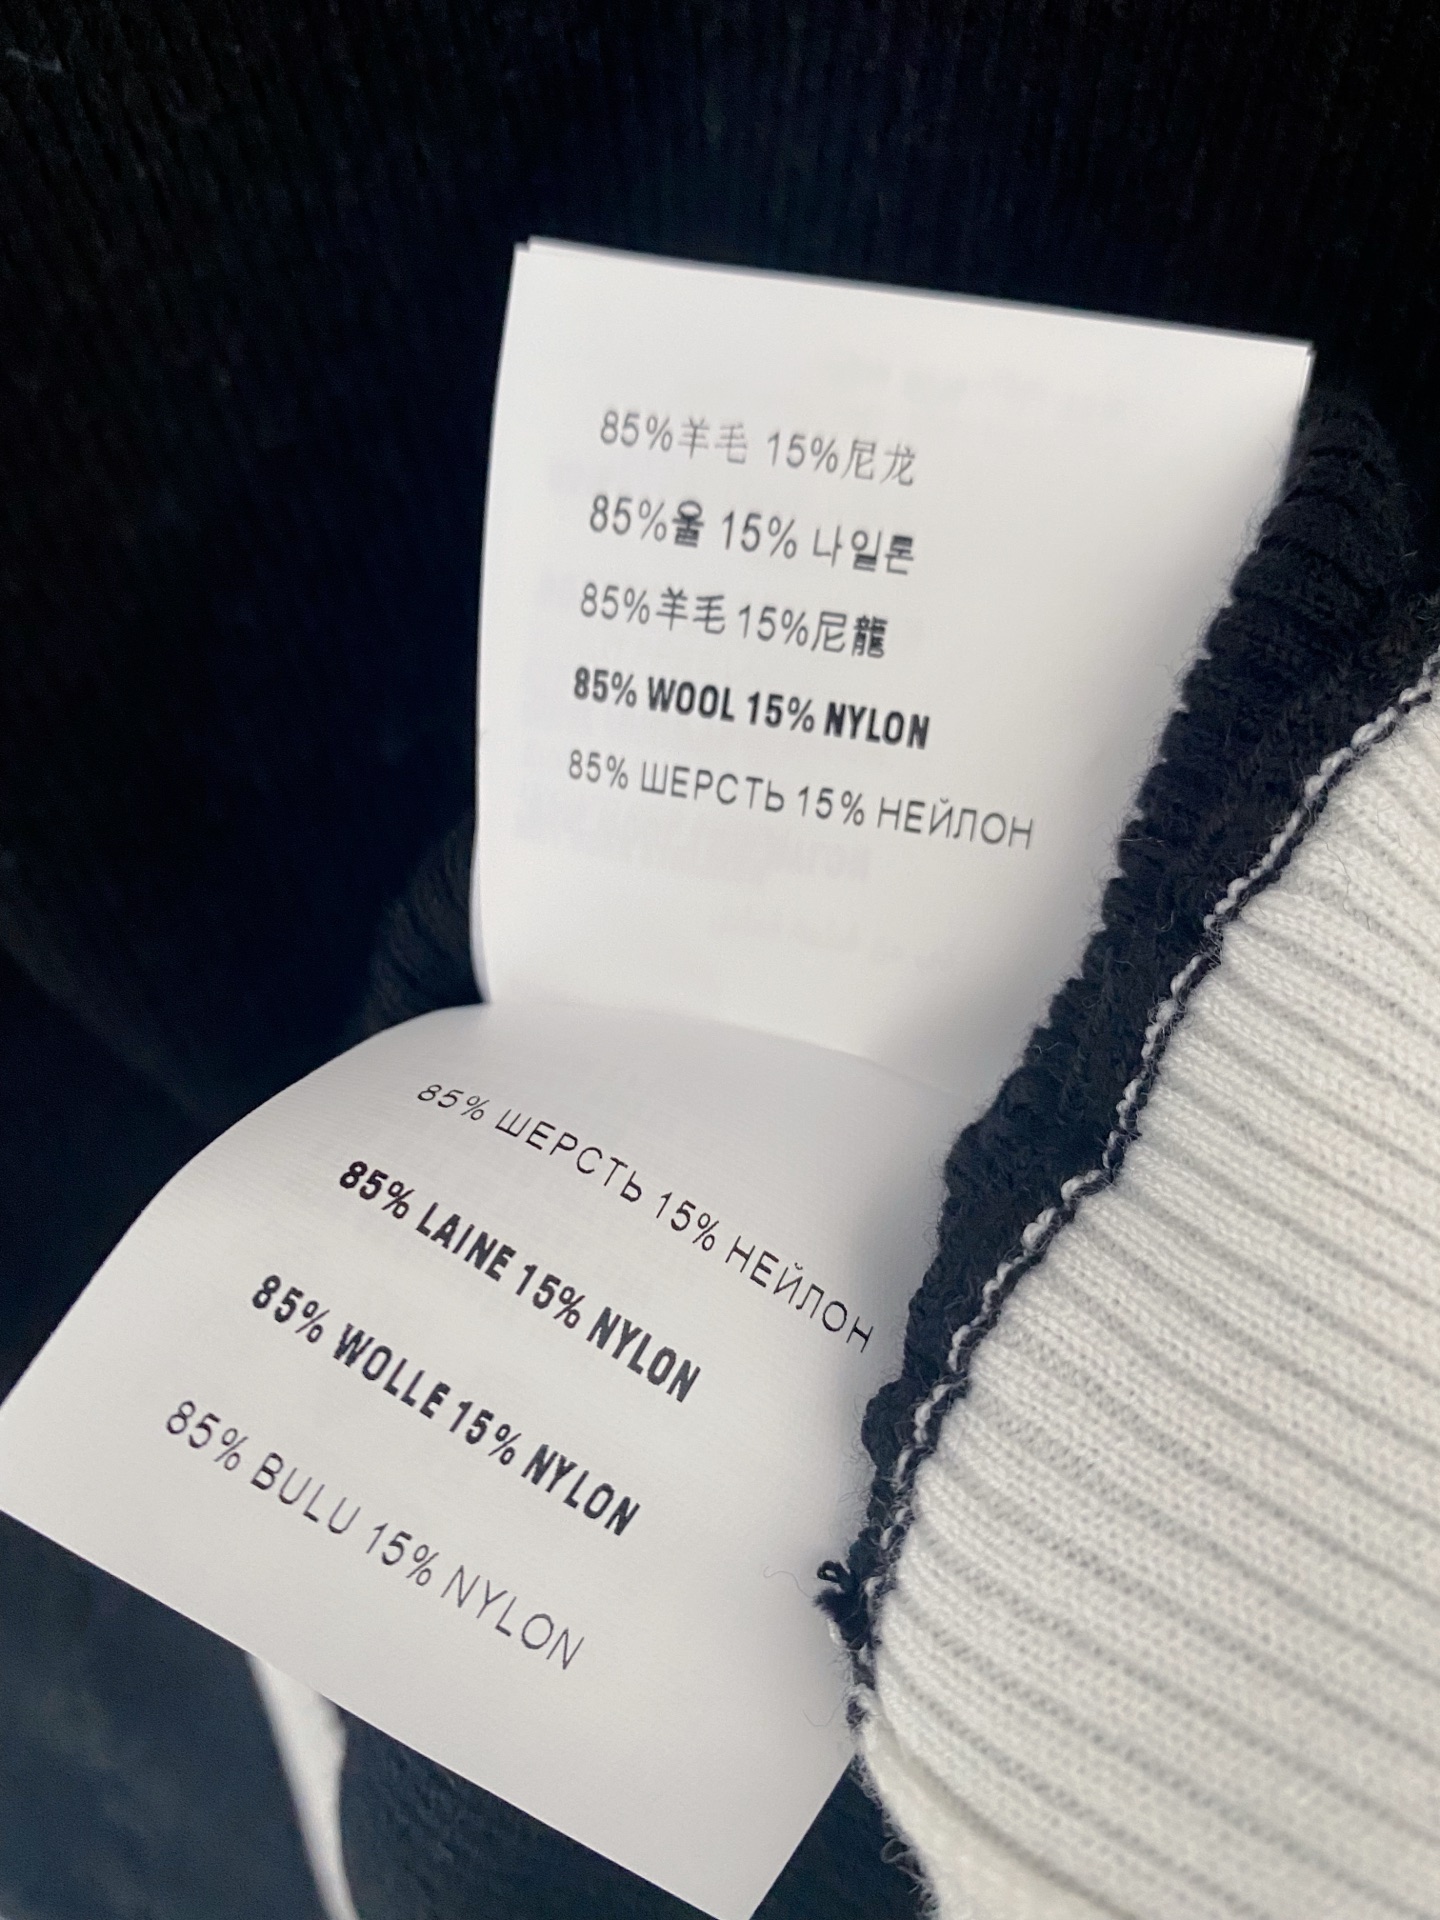 85%羊毛 15%尼龙
85%울 15% 나일론
85%羊毛 15%尼龍
85% WOOL 15% NYLON
85% ШЕРСТЬ 15% НЕЙЛОН
85% ШЕРСТЬ 15% НЕЙЛОН
85% LAINE 15% NYLON
85% WOLLE 15% NYLON
85% BULU 15% NYLON